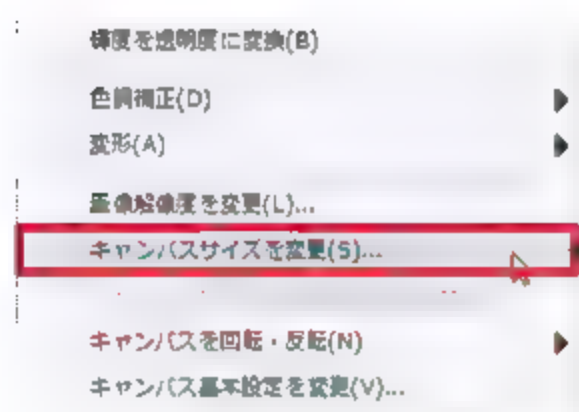 輝度を透明度に変換(B)
色調補正(D)
変形(A)
画像解像度を変更(L)...
キャンバスサイズを変更(S)...
キャンバスを回転・反転(N)
キャンバス基本設定を変更(V)...